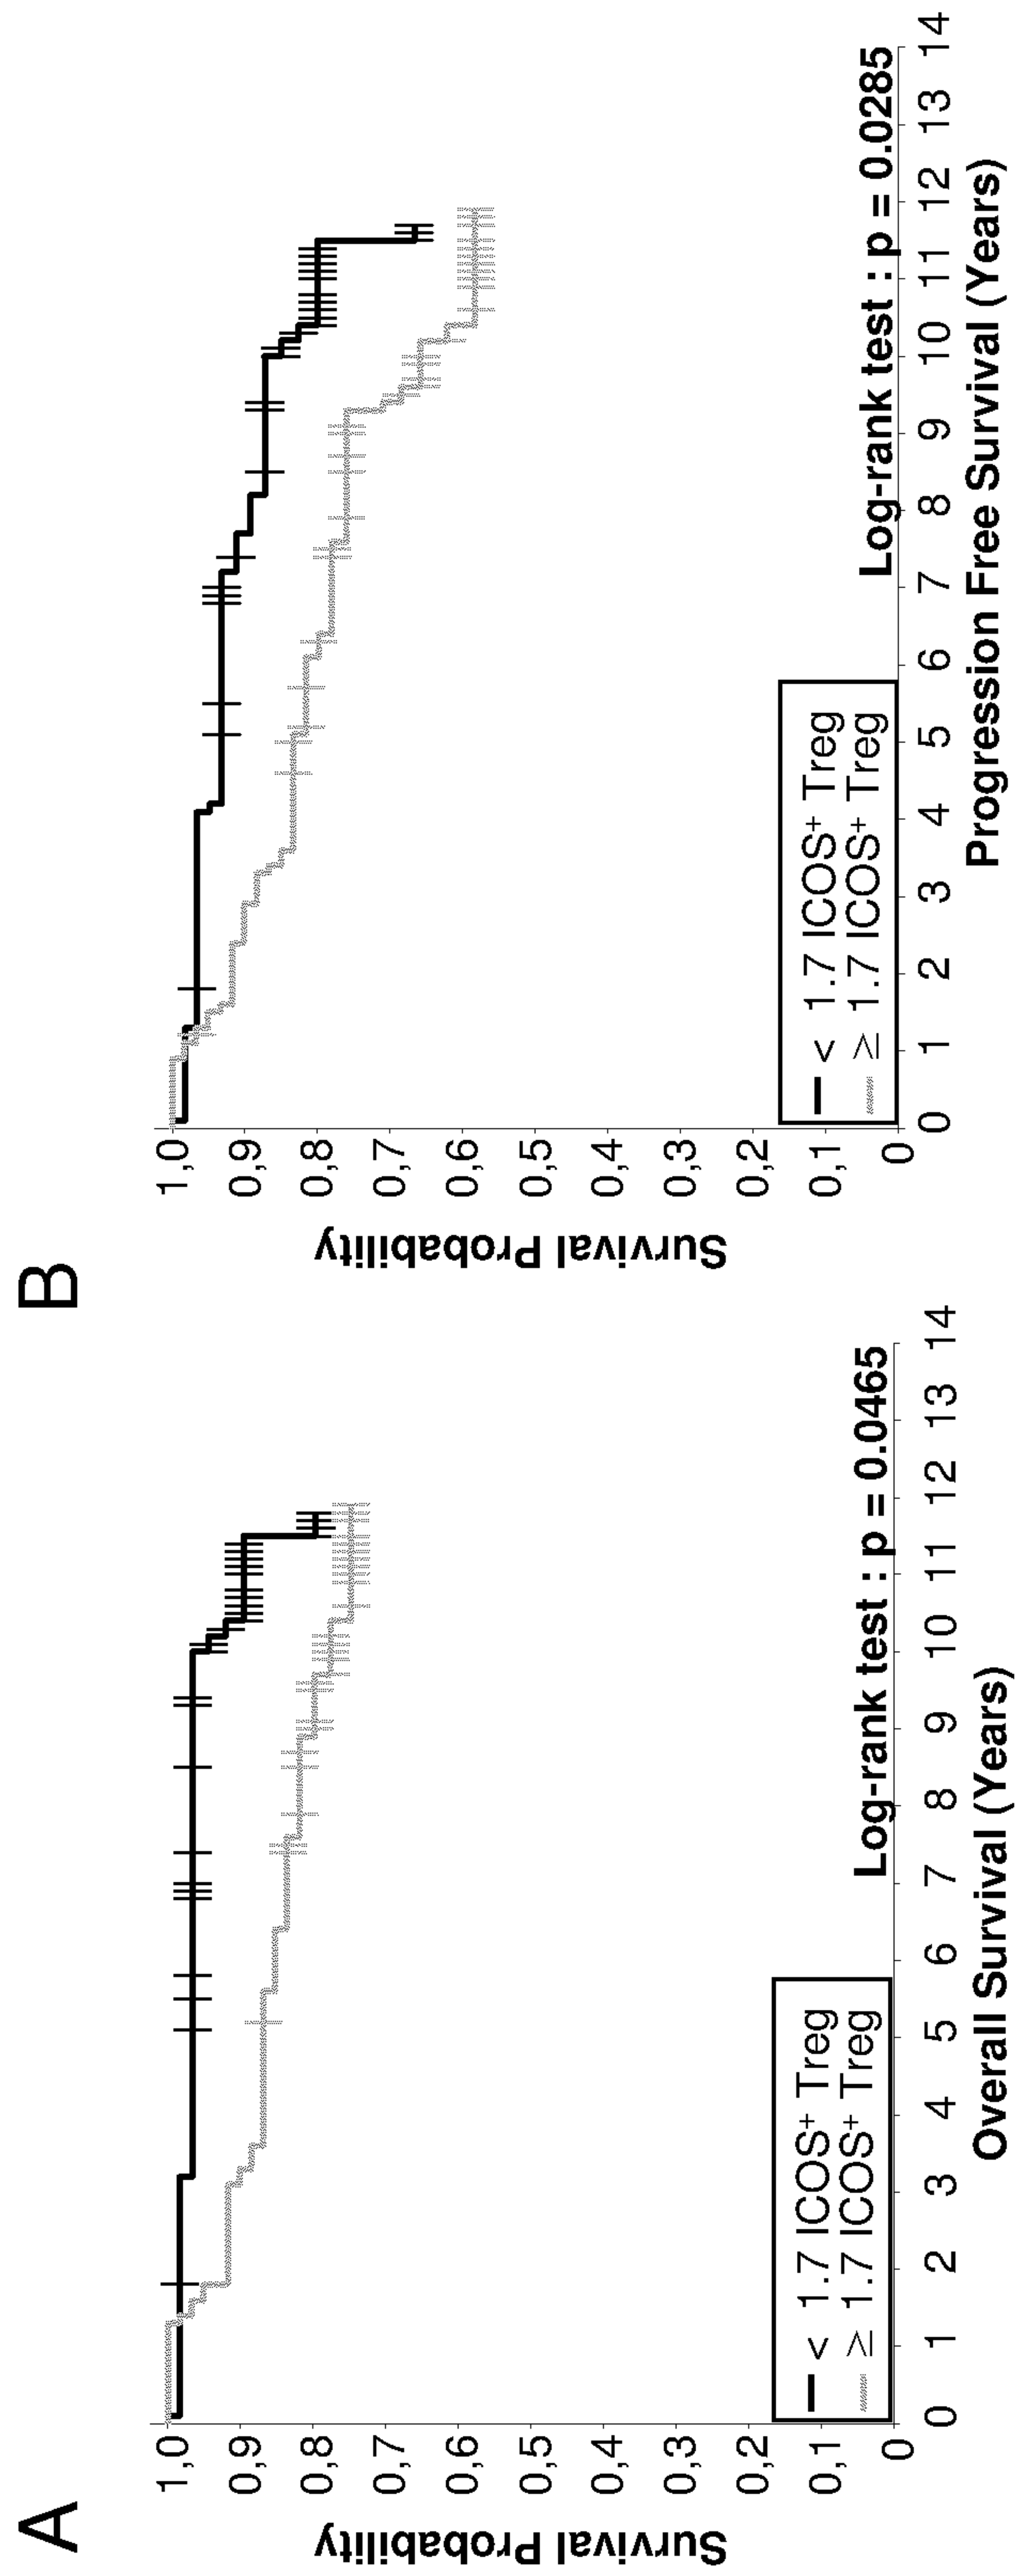 A
Survival Probability
1,0
0,9
0,8
0,7
0,6
0,5
0,4
0,3
0,2
0,1
0
< 1.7 ICOS+ Treg
≥ 1.7 ICOS+ Treg
Log-rank test : p = 0.0465
0 1 2 3 4 5 6 7 8 9 10 11 12 13 14
Overall Survival (Years)
B
Survival Probability
1,0
0,9
0,8
0,7
0,6
0,5
0,4
0,3
0,2
0,1
0
< 1.7 ICOS+ Treg
≥ 1.7 ICOS+ Treg
Log-rank test : p = 0.0285
0 1 2 3 4 5 6 7 8 9 10 11 12 13 14
Progression Free Survival (Years)